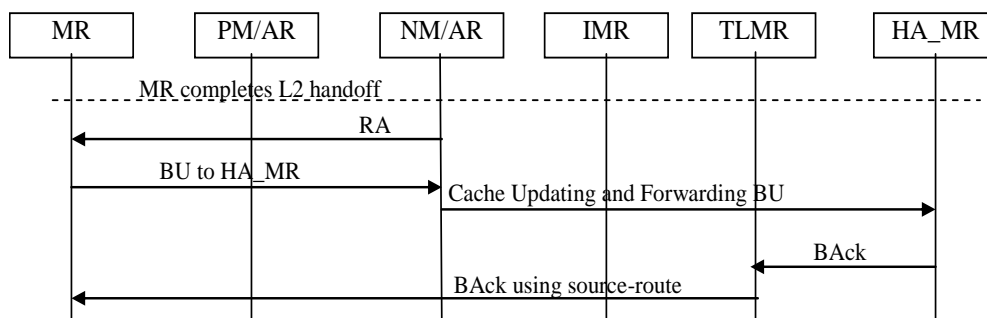 MR PM/AR NM/AR IMR TLMR HA_MR
MR completes L2 handoff
RA
BU to HA_MR
Cache Updating and Forwarding BU
BAck
BAck using source-route